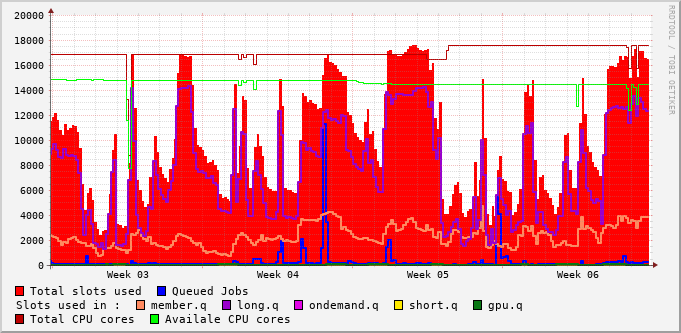 20000
18000
16000
14000
12000
10000
8000
6000
4000
2000
0
Week 03 Week 04 Week 05 Week 06
RRDTOOL / TOBI OETIKER
Total slots used Queued Jobs
Slots used in : member.q long.q ondemand.q short.q gpu.q
Total CPU cores Availale CPU cores